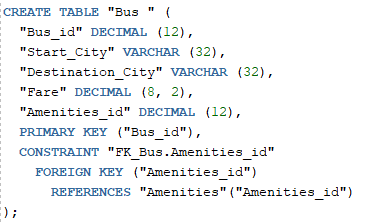 CREATE TABLE "Bus " (
"Bus_id" DECIMAL (12),
"Start_City" VARCHAR (32),
"Destination_City" VARCHAR (32),
"Fare" DECIMAL (8, 2),
"Amenities_id" DECIMAL (12),
PRIMARY KEY ("Bus_id"),
CONSTRAINT "FK_Bus.Amenities_id"
FOREIGN KEY ("Amenities_id")
REFERENCES "Amenities"("Amenities_id")
);